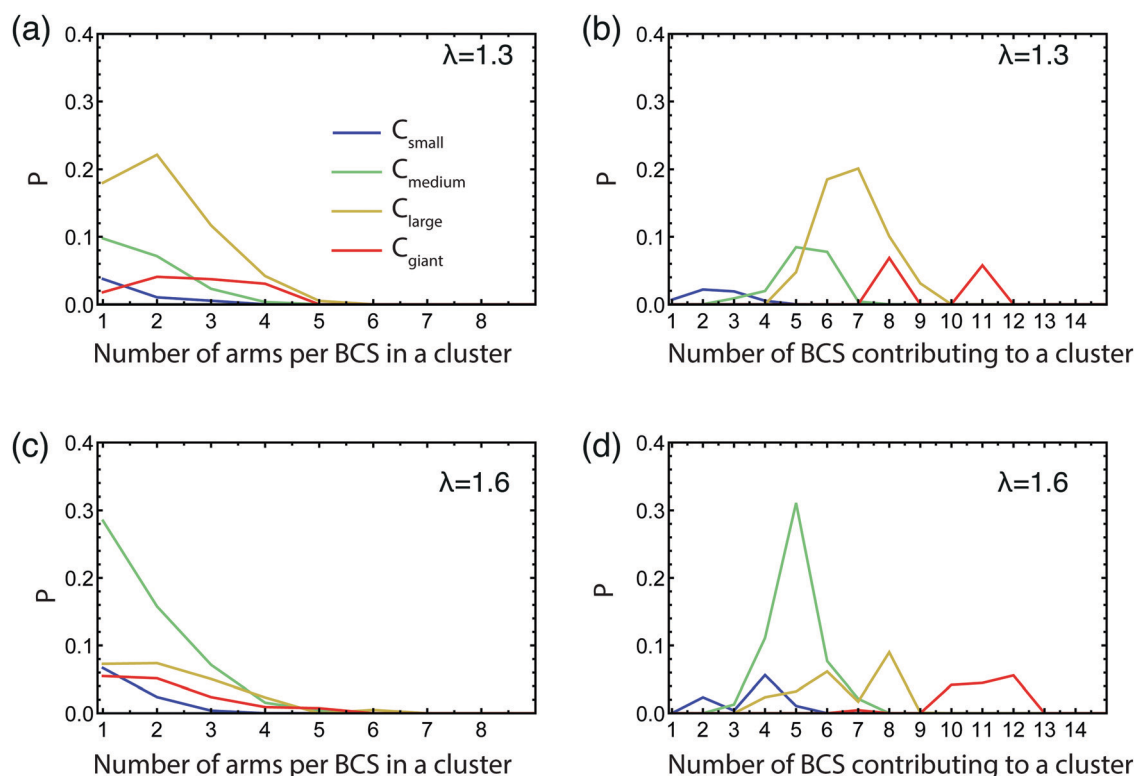 (a)
0.4
0.3
0.2
0.1
0.0
P
λ=1.3
C small
C medium
C large
C giant
1 2 3 4 5 6 7 8
Number of arms per BCS in a cluster
(b)
0.4
0.3
0.2
0.1
0.0
P
λ=1.3
1 2 3 4 5 6 7 8 9 10 11 12 13 14
Number of BCS contributing to a cluster
(c)
0.4
0.3
0.2
0.1
0.0
P
λ=1.6
1 2 3 4 5 6 7 8
Number of arms per BCS in a cluster
(d)
0.4
0.3
0.2
0.1
0.0
P
λ=1.6
1 2 3 4 5 6 7 8 9 10 11 12 13 14
Number of BCS contributing to a cluster